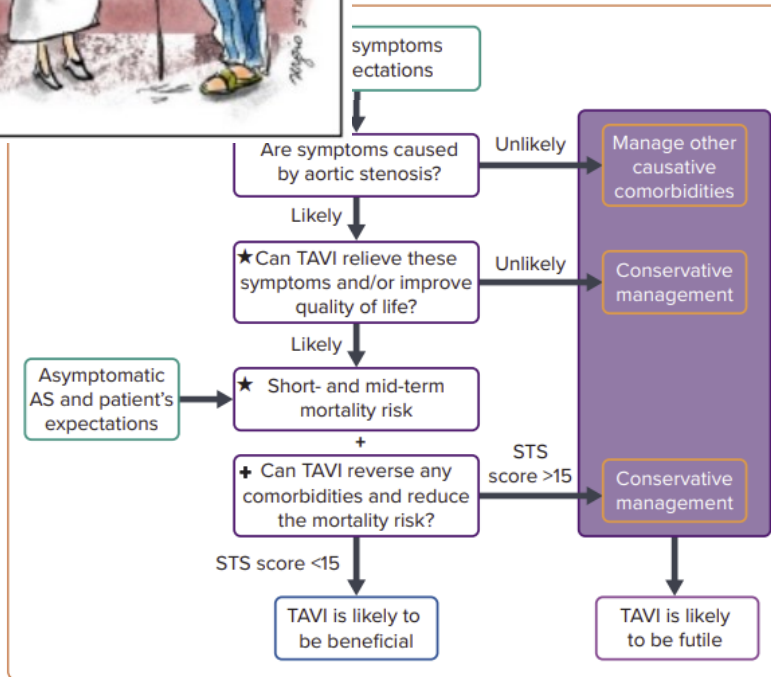 symptoms
ectations
Are symptoms caused
by aortic stenosis?
Unlikely
Manage other
causative
comorbidities
Likely
★Can TAVI relieve these
symptoms and/or improve
quality of life?
Unlikely
Conservative
management
Likely
Asymptomatic
AS and patient's
expectations
★ Short- and mid-term
mortality risk
+
+ Can TAVI reverse any
comorbidities and reduce
the mortality risk?
STS
score >15
Conservative
management
STS score <15
TAVI is likely to
be beneficial
TAVI is likely
to be futile